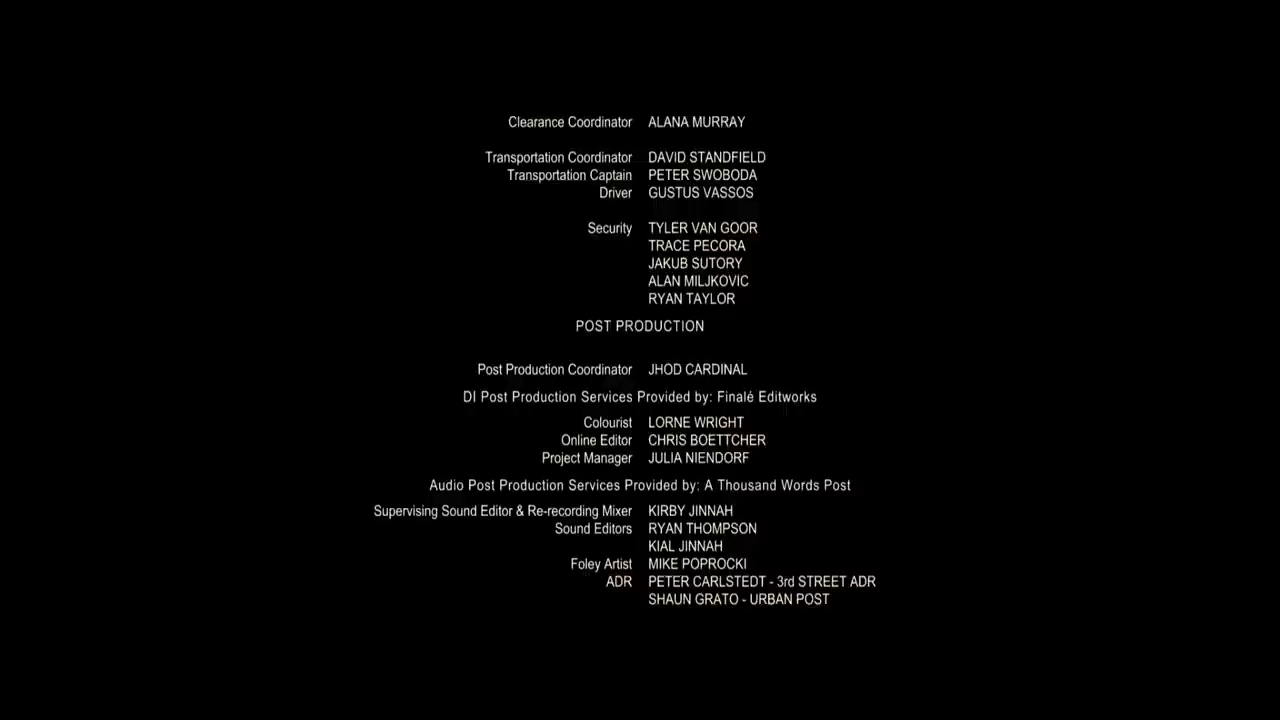 Clearance Coordinator ALANA MURRAY
Transportation Coordinator DAVID STANDFIELD
Transportation Captain PETER SWOBODA
Driver GUSTUS VASSOS
Security TYLER VAN GOOR
TRACE PECORA
JAKUB SUTORY
ALAN MILJKOVIC
RYAN TAYLOR
POST PRODUCTION
Post Production Coordinator JHOD CARDINAL
DI Post Production Services Provided by: Finalé Editworks
Colourist LORNE WRIGHT
Online Editor CHRIS BOETTCHER
Project Manager JULIA NIENDORF
Audio Post Production Services Provided by: A Thousand Words Post
Supervising Sound Editor & Re-recording Mixer KIRBY JINNAH
Sound Editors RYAN THOMPSON
KIAL JINNAH
Foley Artist MIKE POPROCKI
ADR PETER CARLSTEDT - 3rd STREET ADR
SHAUN GRATO - URBAN POST